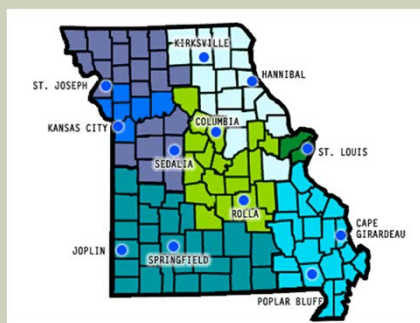 KIRKSVILLE
HANNIBAL
ST. JOSEPH
COLUMBIA
KANSAS CITY
ST. LOUIS
SEDALIA
ROLLA
CAPE
GIRARDEAU
JOPLIN
SPRINGFIELD
POPLAR BLUFF